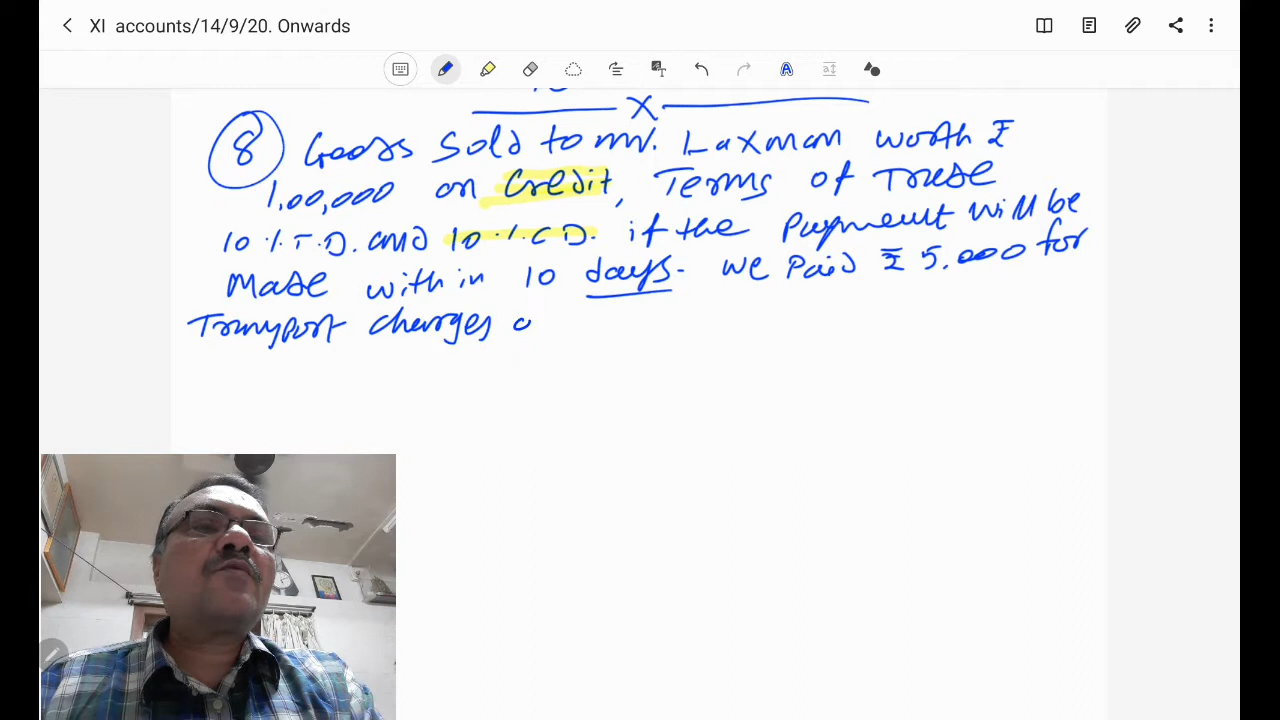 XI accounts/14/9/20. Onwards
X
8 Goods Sold to Mr. Laxman worth ₹
1,00,000 on Credit, Terms of Trade
10%T.D. and 10%C.D. if the Payment will be
Made with in 10 days. We Paid ₹ 5,000 for
Transport charges o